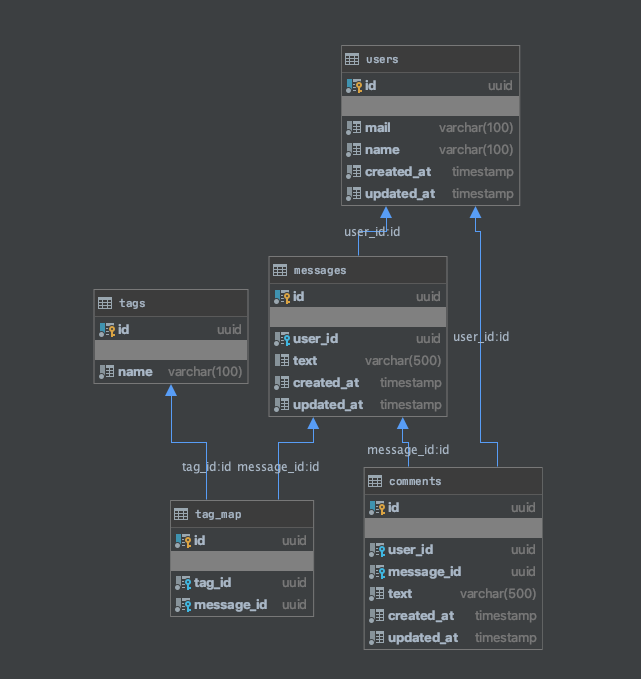 users
id uuid
mail varchar(100)
name varchar(100)
created_at timestamp
updated_at timestamp
user_id:id
messages
id uuid
user_id uuid
text varchar(500)
created_at timestamp
updated_at timestamp
tags
id uuid
name varchar(100)
user_id:id
message_id:id
tag_id:id
message_id:id
comments
id uuid
user_id uuid
message_id uuid
text varchar(500)
created_at timestamp
updated_at timestamp
tag_map
id uuid
tag_id uuid
message_id uuid